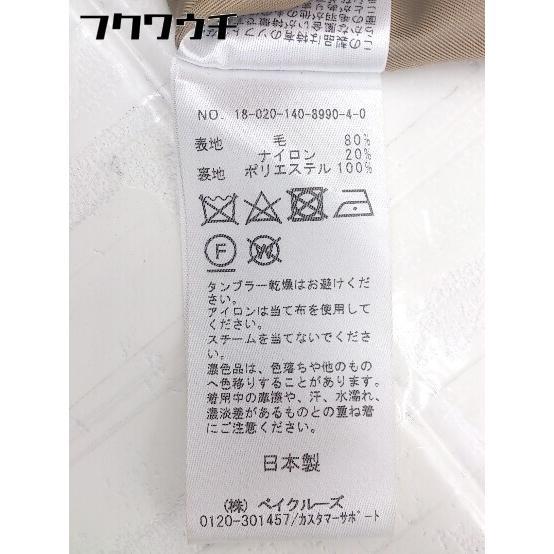 フクワウチ
NO. 18-020-140-8990-4-0
表地 毛 80%
ナイロン 20%
裏地 ポリエステル 100%
F W
タンブラー乾燥はお避けくだ
さい。
アイロンは当て布を使用して
ください。
スチームを当てないでくださ
い。
濃色品は、色落ちや他のもの
へ色移りすることがあります。
着用中の摩擦や、汗、水濡れ、
濃淡差があるものとの重ね着
にご注意ください。
日本製
(株) ベイクルーズ
0120-301457/カスタマーサポート